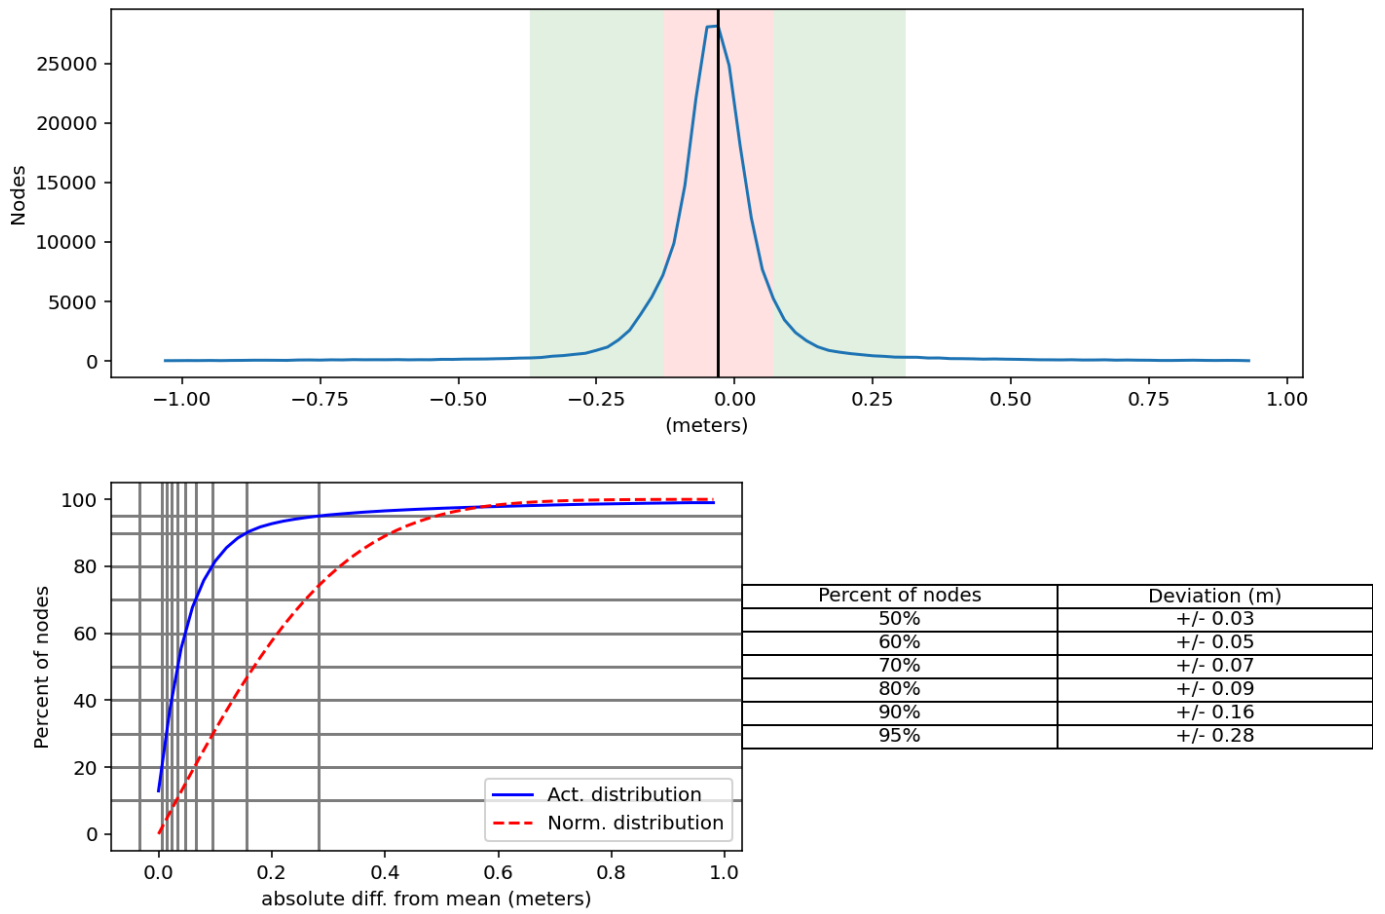 25000
20000
15000
10000
5000
0
Nodes
−1.00 −0.75 −0.50 −0.25 0.00 0.25 0.50 0.75 1.00
(meters)
100
80
60
40
20
0
Percent of nodes
0.0 0.2 0.4 0.6 0.8 1.0
absolute diff. from mean (meters)
Act. distribution
Norm. distribution
Percent of nodes Deviation (m)
50% +/- 0.03
60% +/- 0.05
70% +/- 0.07
80% +/- 0.09
90% +/- 0.16
95% +/- 0.28